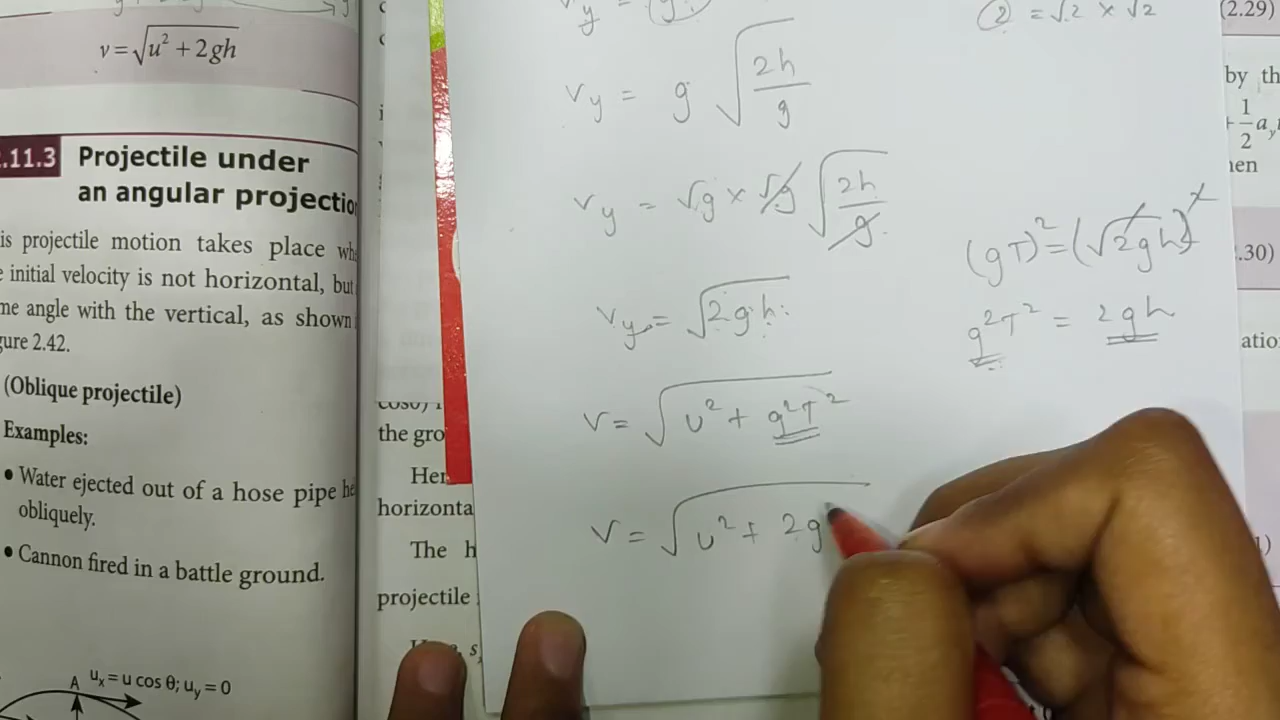 v = √u² + 2gh
.11.3 Projectile under
an angular projectio
is projectile motion takes place wh
initial velocity is not horizontal, but
me angle with the vertical, as shown
gure 2.42.
(Oblique projectile)
Examples:
• Water ejected out of a hose pipe he
obliquely.
• Cannon fired in a battle ground.
A u_x = u cos θ; u_y = 0
the gro
Her
horizonta
The h
projectile
v_y = g √(2h/g)
v_y = √g × √g √(2h/g)
v_y = √2gh
v = √u² + g²T²
v = √u² + 2g
② = √2 × √2
(gT)² = (√2gh)²
g²T² = 2gh
(2.29)
by th
+ 1/2 a_y
en
.30)
atio